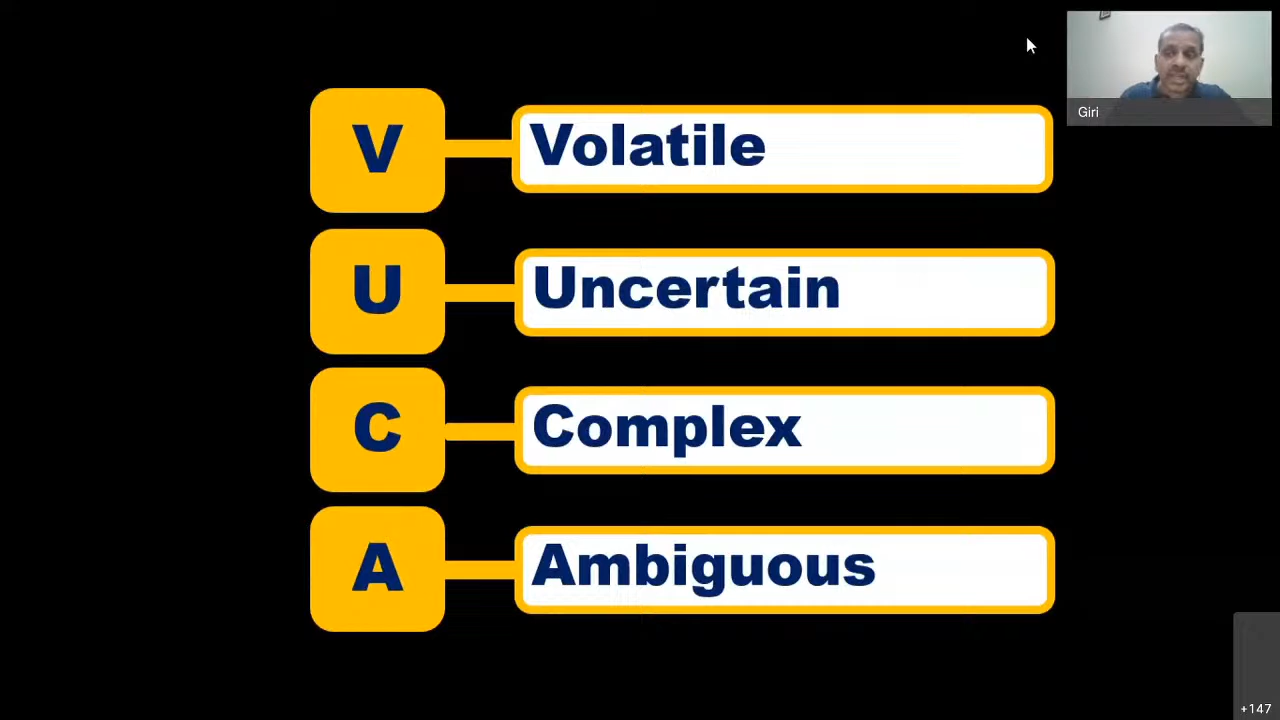 Giri
V Volatile
U Uncertain
C Complex
A Ambiguous
+147